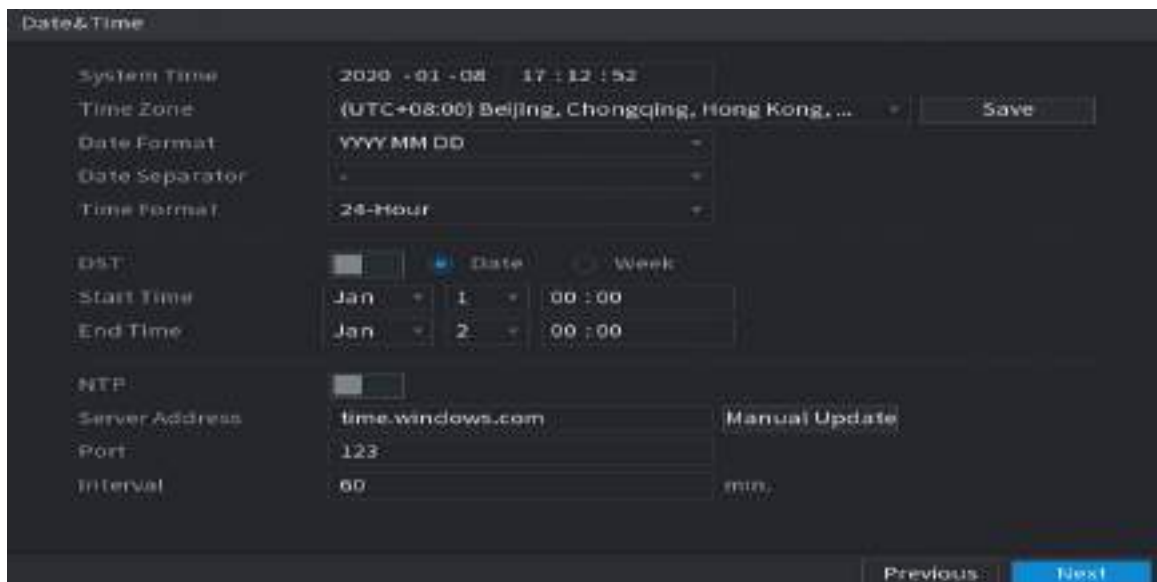 Date&Time
System Time 2020 - 01 - 08 17 : 12 : 52
Time Zone (UTC+08:00) Beijing, Chongqing, Hong Kong, ... Save
Date Format YYYY MM DD
Date Separator -
Time Format 24-Hour
DST Date Week
Start Time Jan 1 00 : 00
End Time Jan 2 00 : 00
NTP
Server Address time.windows.com Manual Update
Port 123
Interval 60 min.
Previous Next